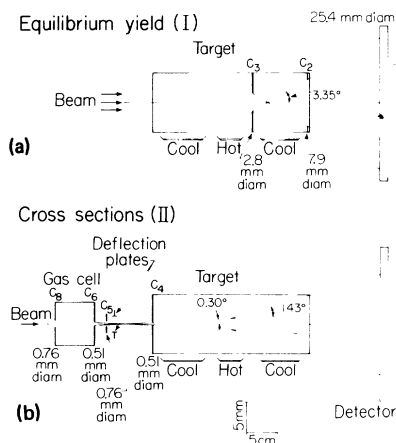 Equilibrium yield (I)
25.4 mm diam
Target
C3 C2
Beam
3.35°
(a)
Cool Hot Cool
2.8 mm diam
7.9 mm diam
Cross sections (II)
Deflection plates
Gas cell
Target
C8 C6 C5 C4
Beam
T
0.30°
1.43°
0.76 mm diam
0.51 mm diam
0.76 mm diam
0.51 mm diam
Cool Hot Cool
(b)
5mm
5cm
Detector